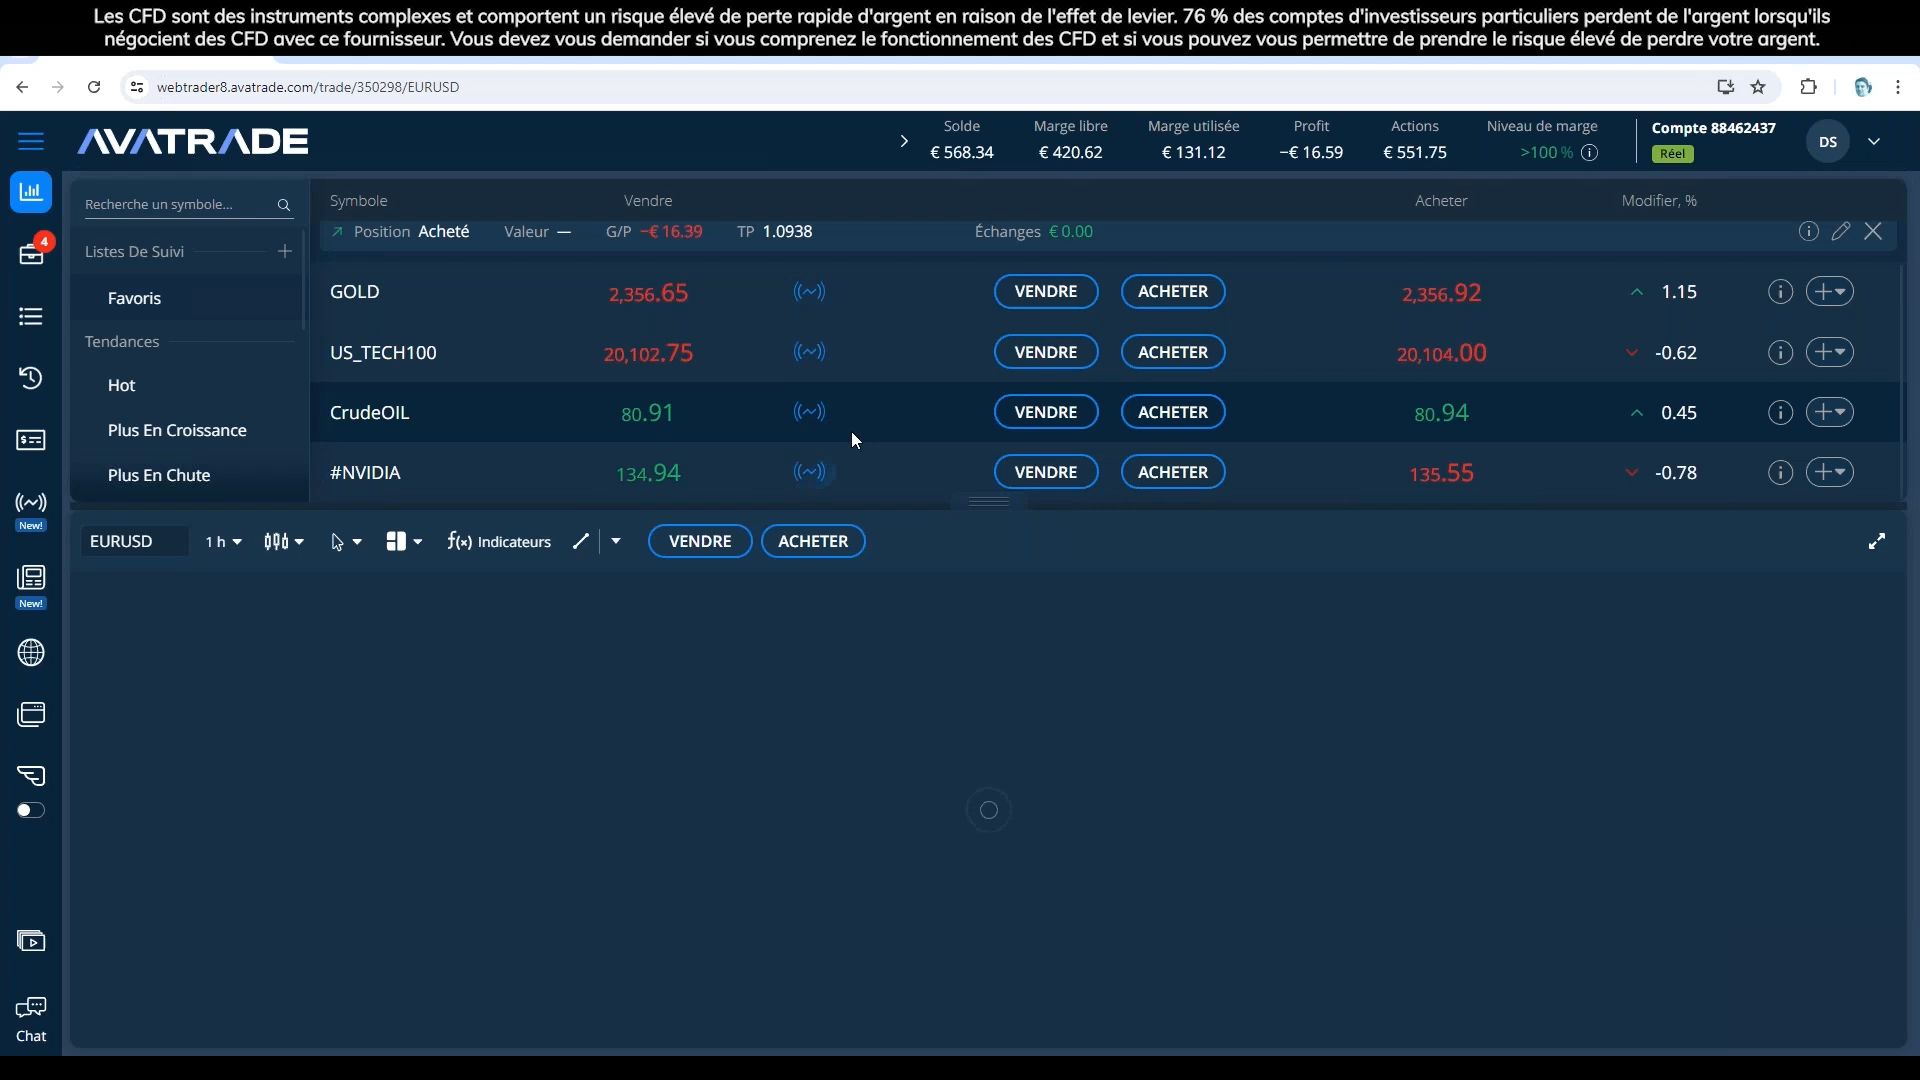 Les CFD sont des instruments complexes et comportent un risque élevé de perte rapide d'argent en raison de l'effet de levier. 76 % des comptes d'investisseurs particuliers perdent de l'argent lorsqu'ils
négocient des CFD avec ce fournisseur. Vous devez vous demander si vous comprenez le fonctionnement des CFD et si vous pouvez vous permettre de prendre le risque élevé de perdre votre argent.
webtrader8.avatrade.com/trade/350298/EURUSD
AVATRADE
Solde Marge libre Marge utilisée Profit Actions Niveau de marge Compte 88462437
€ 568.34 € 420.62 € 131.12 −€ 16.59 € 551.75 >100 % Réel
DS
Recherche un symbole... Symbole Vendre Acheter Modifier, %
4
Listes De Suivi
Position Acheté Valeur — G/P −€ 16.39 TP 1.0938 Échanges € 0.00
Favoris
GOLD 2,356.65 VENDRE ACHETER 2,356.92 1.15
Tendances
US_TECH100 20,102.75 VENDRE ACHETER 20,104.00 -0.62
Hot
CrudeOIL 80.91 VENDRE ACHETER 80.94 0.45
Plus En Croissance
#NVIDIA 134.94 VENDRE ACHETER 135.55 -0.78
Plus En Chute
New!
EURUSD 1 h f(x) Indicateurs VENDRE ACHETER
New!
Chat